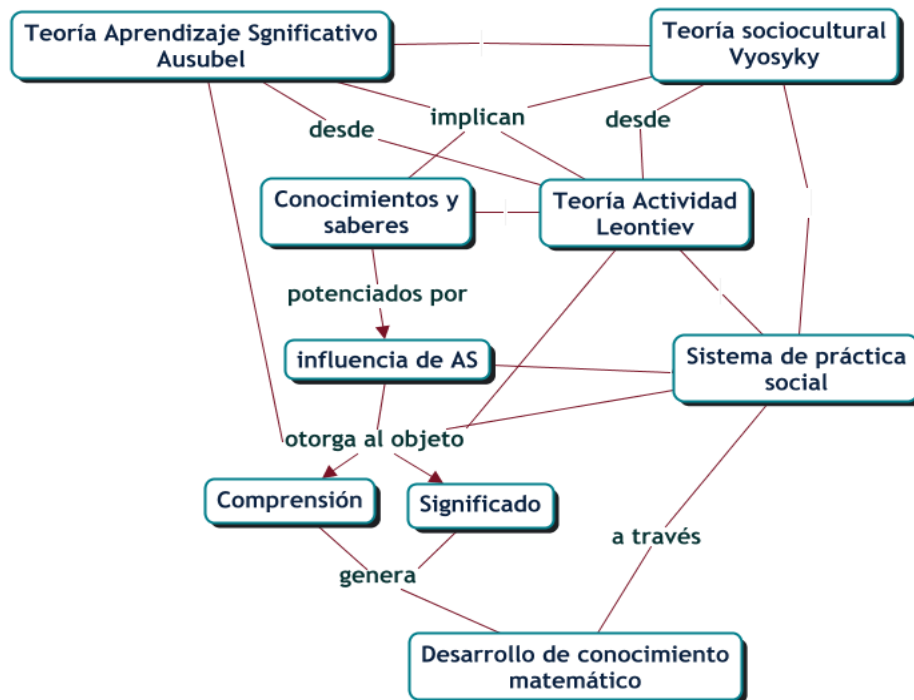 Teoría Aprendizaje Sgnificativo
Ausubel
Teoría sociocultural
Vyosyky
desde
implican
desde
Conocimientos y
saberes
Teoría Actividad
Leontiev
potenciados por
influencia de AS
Sistema de práctica
social
otorga al objeto
Comprensión
Significado
a través
genera
Desarrollo de conocimiento
matemático